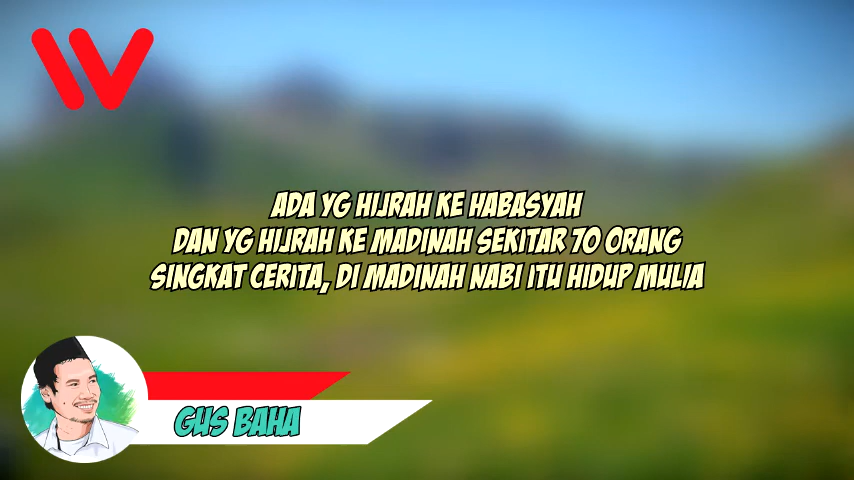 ADA YG HIJRAH KE HABASYAH
DAN YG HIJRAH KE MADINAH SEKITAR 70 ORANG
SINGKAT CERITA, DI MADINAH NABI ITU HIDUP MULIA
GUS BAHA